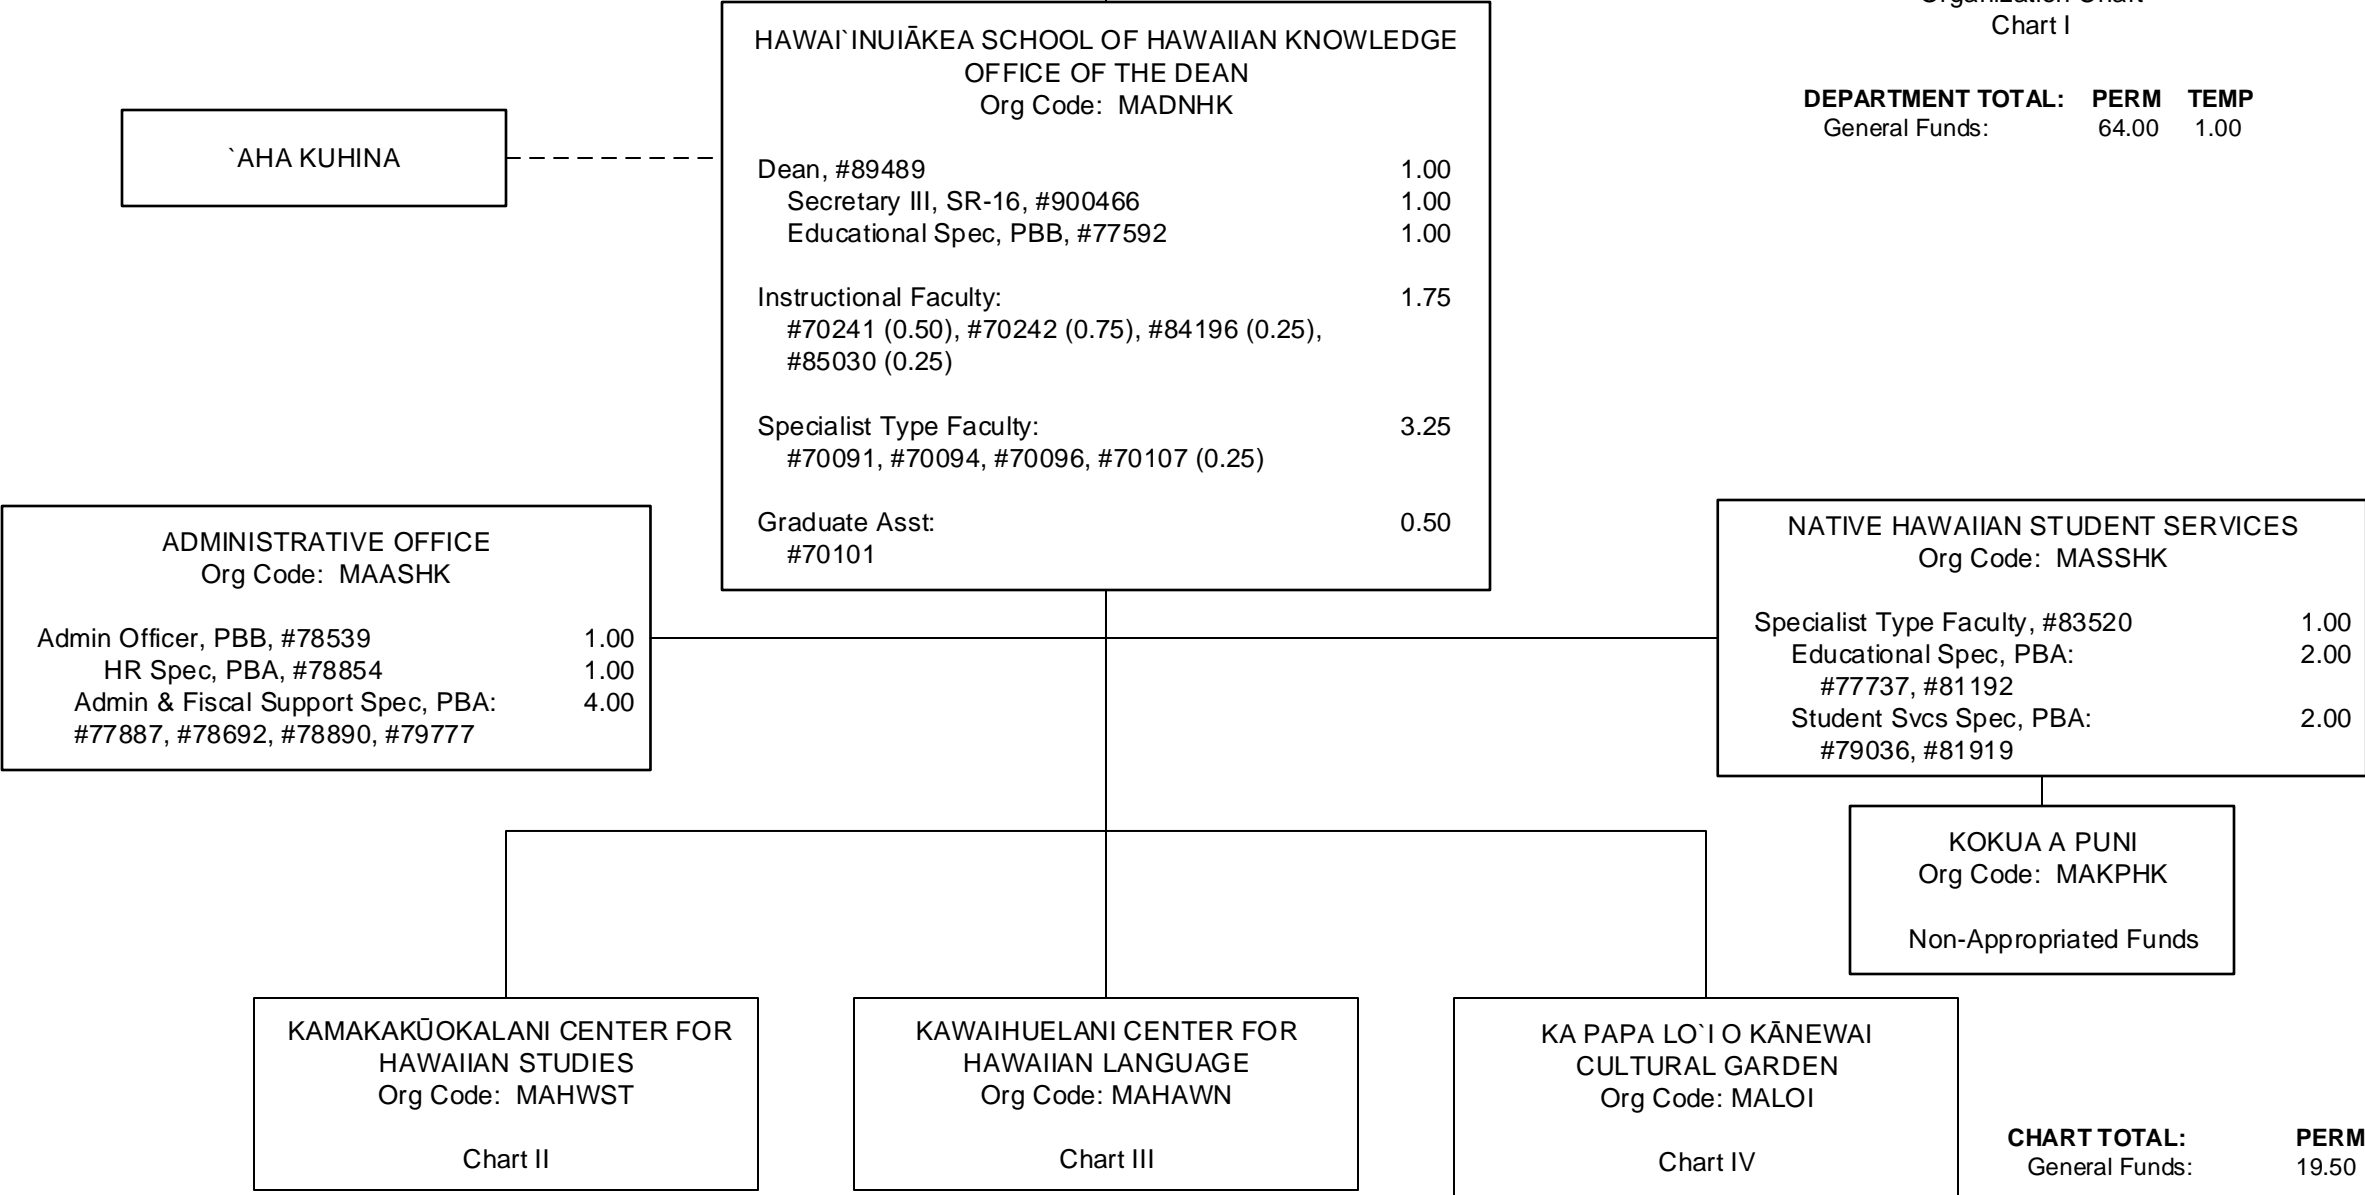 Organization Chart
Chart I
DEPARTMENT TOTAL: PERM TEMP
General Funds: 64.00 1.00
HAWAI`INUIĀKEA SCHOOL OF HAWAIIAN KNOWLEDGE
OFFICE OF THE DEAN
Org Code: MADNHK
Dean, #89489 1.00
Secretary III, SR-16, #900466 1.00
Educational Spec, PBB, #77592 1.00
Instructional Faculty: 1.75
#70241 (0.50), #70242 (0.75), #84196 (0.25),
#85030 (0.25)
Specialist Type Faculty: 3.25
#70091, #70094, #70096, #70107 (0.25)
Graduate Asst: 0.50
#70101
`AHA KUHINA
ADMINISTRATIVE OFFICE
Org Code: MAASHK
Admin Officer, PBB, #78539 1.00
HR Spec, PBA, #78854 1.00
Admin & Fiscal Support Spec, PBA: 4.00
#77887, #78692, #78890, #79777
NATIVE HAWAIIAN STUDENT SERVICES
Org Code: MASSHK
Specialist Type Faculty, #83520 1.00
Educational Spec, PBA: 2.00
#77737, #81192
Student Svcs Spec, PBA: 2.00
#79036, #81919
KOKUA A PUNI
Org Code: MAKPHK
Non-Appropriated Funds
KAMAKAKŪOKALANI CENTER FOR
HAWAIIAN STUDIES
Org Code: MAHWST
Chart II
KAWAIHUELANI CENTER FOR
HAWAIIAN LANGUAGE
Org Code: MAHAWN
Chart III
KA PAPA LO`I O KĀNEWAI
CULTURAL GARDEN
Org Code: MALOI
Chart IV
CHART TOTAL: PERM
General Funds: 19.50